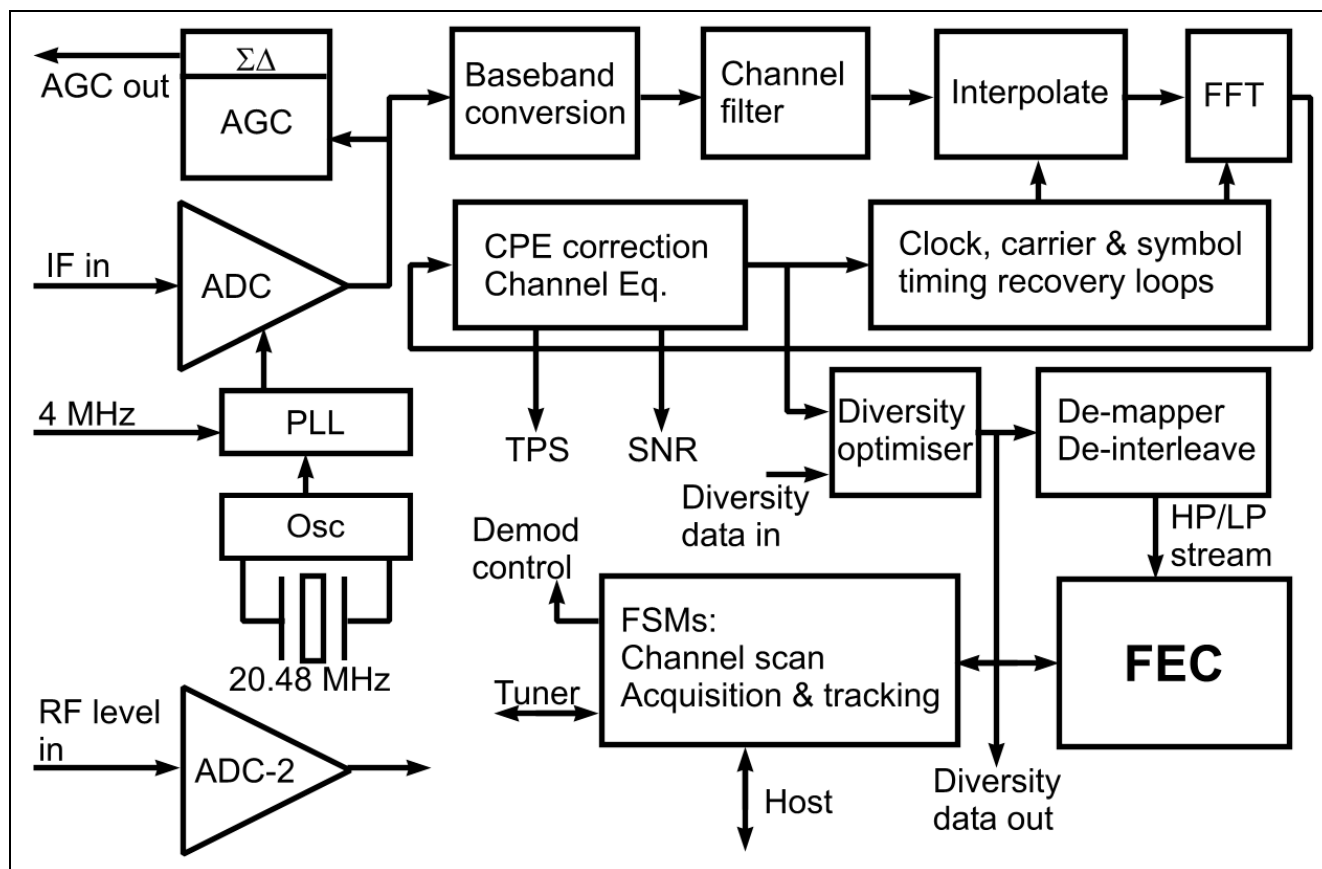 ΣΔ
AGC out
AGC
Baseband
conversion
Channel
filter
Interpolate
FFT
IF in
ADC
CPE correction
Channel Eq.
Clock, carrier & symbol
timing recovery loops
4 MHz
PLL
TPS
SNR
Diversity
optimiser
De-mapper
De-interleave
Diversity
data in
HP/LP
stream
Osc
20.48 MHz
Demod
control
FSMs:
Channel scan
Acquisition & tracking
FEC
Tuner
RF level
in
ADC-2
Host
Diversity
data out